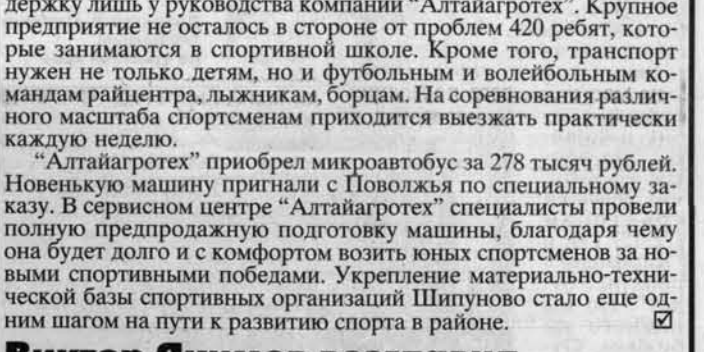 держку лишь у руководства компании “Алтайагротех”. Крупное
предприятие не осталось в стороне от проблем 420 ребят, кото-
рые занимаются в спортивной школе. Кроме того, транспорт
нужен не только детям, но и футбольным и волейбольным ко-
мандам райцентра, лыжникам, борцам. На соревнования различ-
ного масштаба спортсменам приходится выезжать практически
каждую неделю.
“Алтайагротех” приобрел микроавтобус за 278 тысяч рублей.
Новенькую машину пригнали с Поволжья по специальному за-
казу. В сервисном центре “Алтайагротех” специалисты провели
полную предпродажную подготовку машины, благодаря чему
она будет долго и с комфортом возить юных спортсменов за но-
выми спортивными победами. Укрепление материально-техни-
ческой базы спортивных организаций Шипуново стало еще од-
ним шагом на пути к развитию спорта в районе. ☑